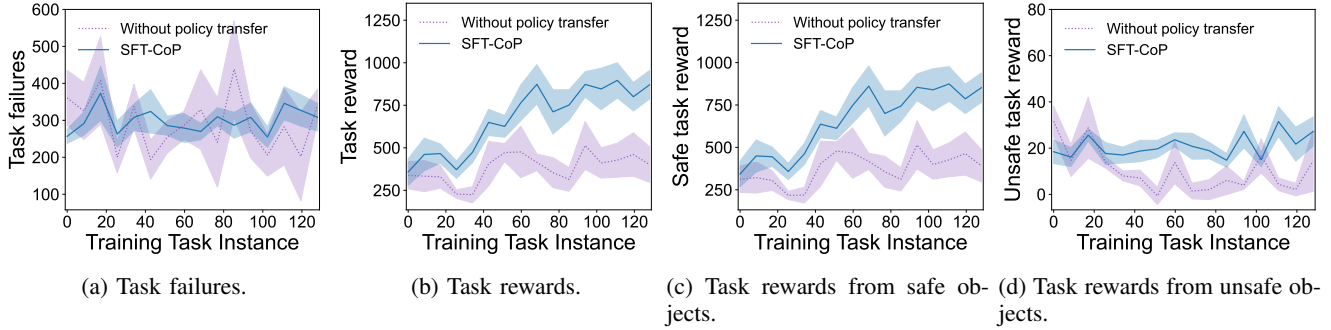 600
500
400
300
200
100
Task failures
Without policy transfer
SFT-CoP
0 20 40 60 80 100 120
Training Task Instance
(a) Task failures.
1250
1000
750
500
250
Task reward
Without policy transfer
SFT-CoP
0 20 40 60 80 100 120
Training Task Instance
(b) Task rewards.
1250
1000
750
500
250
Safe task reward
Without policy transfer
SFT-CoP
0 20 40 60 80 100 120
Training Task Instance
(c) Task rewards from safe ob-
jects.
80
60
40
20
0
Unsafe task reward
Without policy transfer
SFT-CoP
0 20 40 60 80 100 120
Training Task Instance
(d) Task rewards from unsafe ob-
jects.